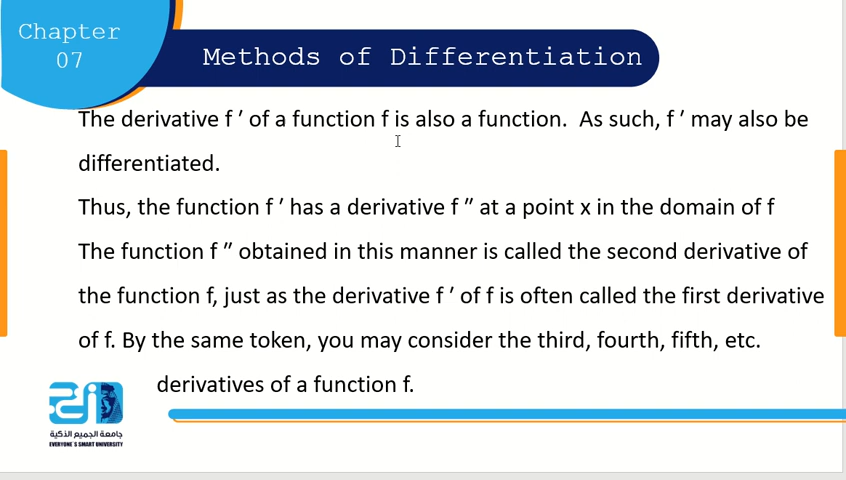 Chapter
07
Methods of Differentiation
The derivative f ′ of a function f is also a function.  As such, f ′ may also be
differentiated.
Thus, the function f ′ has a derivative f ″ at a point x in the domain of f
The function f ″ obtained in this manner is called the second derivative of
the function f, just as the derivative f ′ of f is often called the first derivative
of f. By the same token, you may consider the third, fourth, fifth, etc.
derivatives of a function f.
جامعة الجميع الذكية
EVERYONE`S SMART UNIVERSITY